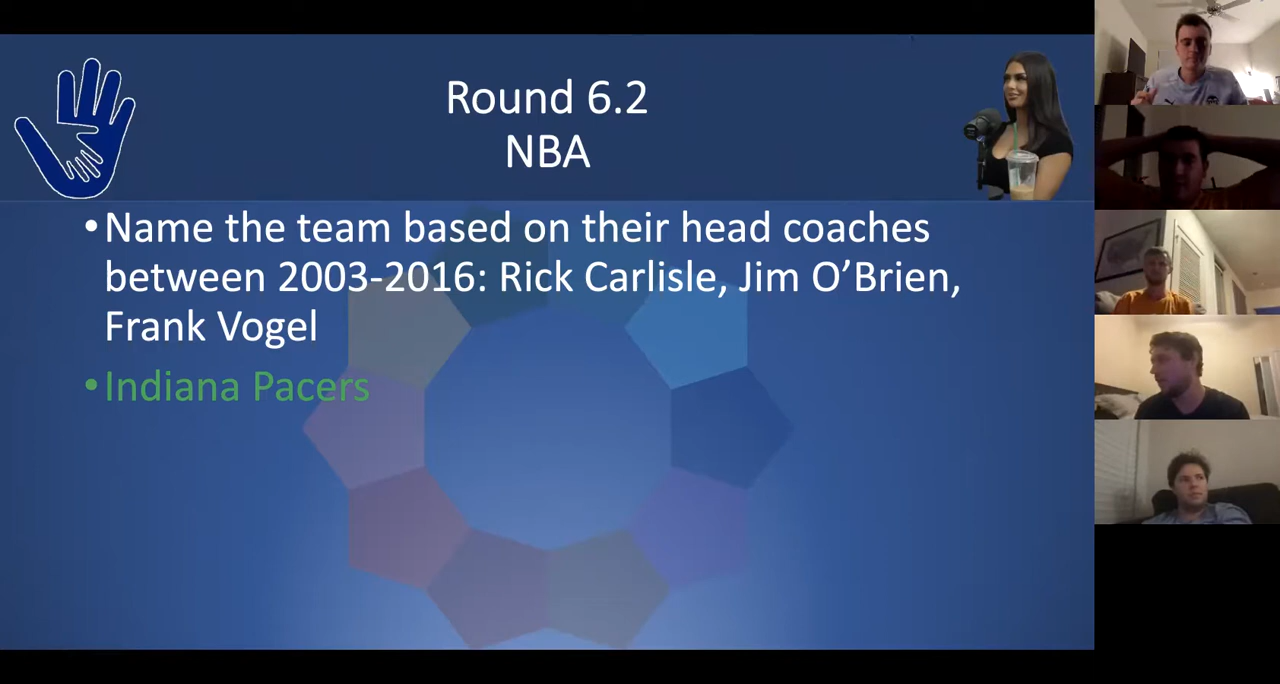 Round 6.2
NBA
•Name the team based on their head coaches
between 2003-2016: Rick Carlisle, Jim O’Brien,
Frank Vogel
•Indiana Pacers